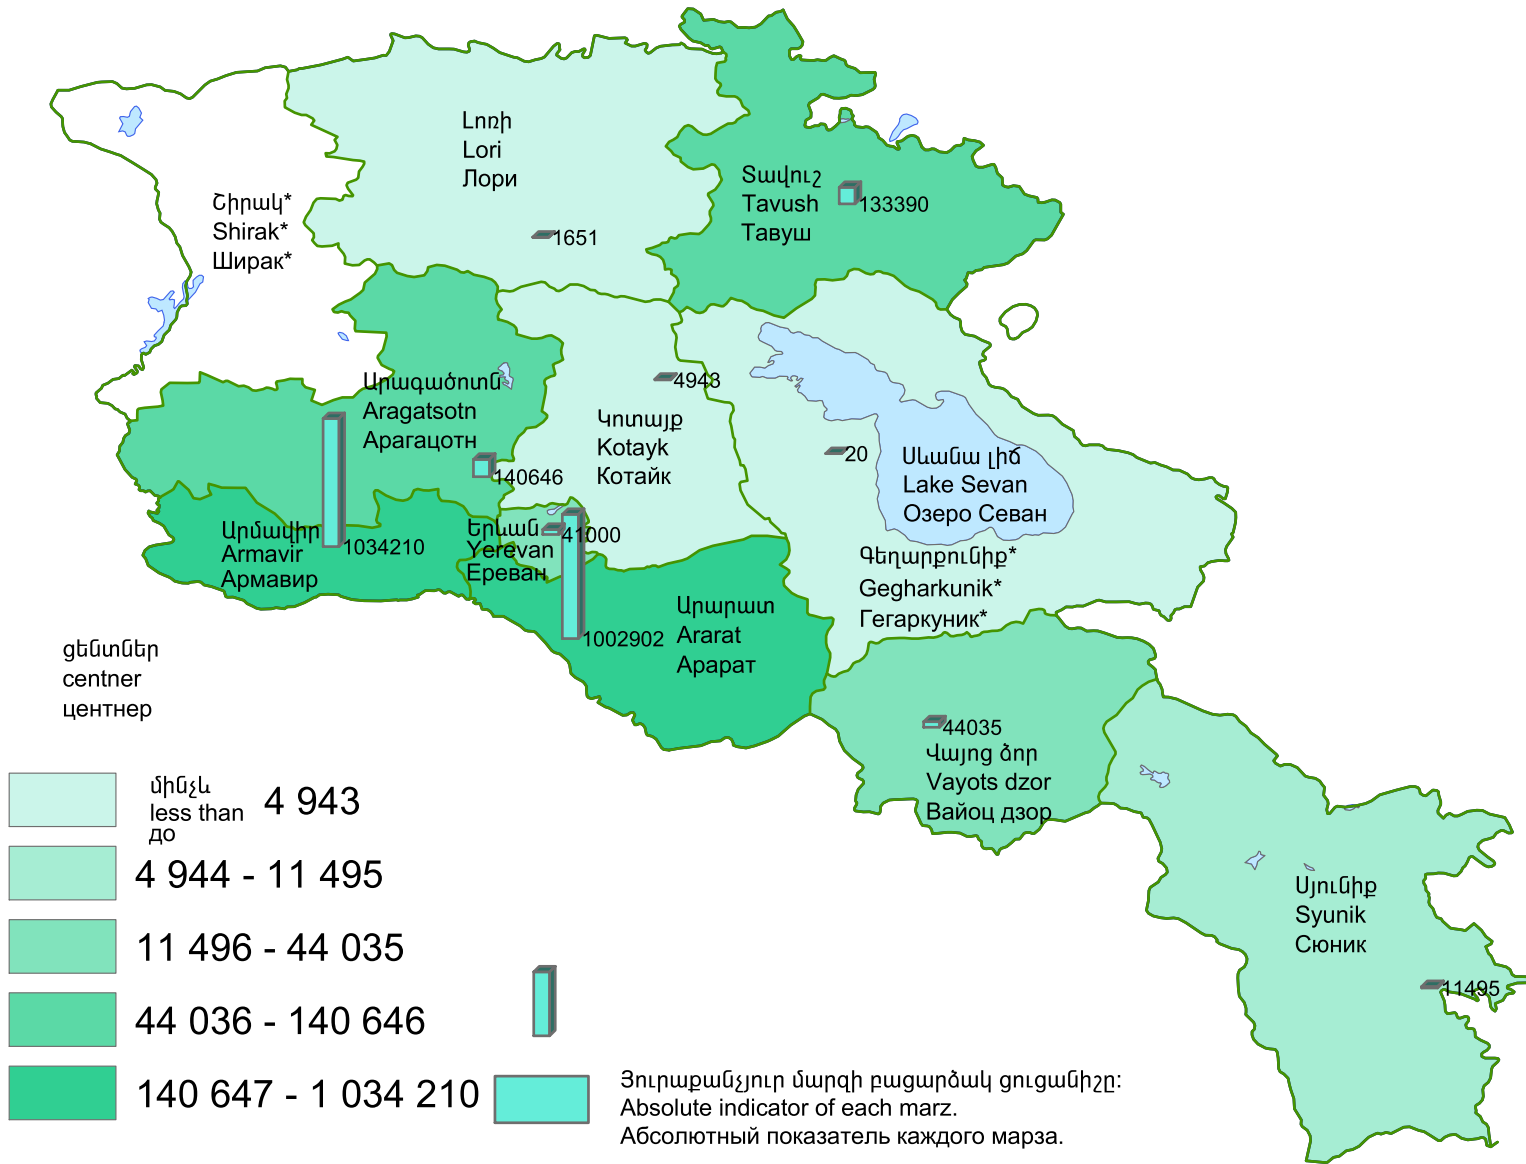 Լոռի
Lori
Лори
1651
Տավուշ
Tavush
Тавуш
133390
Շիրակ*
Shirak*
Ширак*
Արագածոտն
Aragatsotn
Арагацотн
140646
4943
Կոտայք
Kotayk
Котайк
20
Սևանա լիճ
Lake Sevan
Озеро Севан
Գեղարքունիք*
Gegharkunik*
Гегаркуник*
Արմավիր
Armavir
Армавир
1034210
Երևան
Yerevan
Ереван
41000
Արարատ
Ararat
Арарат
1002902
44035
Վայոց ձոր
Vayots dzor
Вайоц дзор
Սյունիք
Syunik
Сюник
11495
ցենտներ
centner
центнер
մինչև
less than 4 943
до
4 944 - 11 495
11 496 - 44 035
44 036 - 140 646
140 647 - 1 034 210
Յուրաքանչյուր մարզի բացարձակ ցուցանիշը:
Absolute indicator of each marz.
Абсолютный показатель каждого марза.